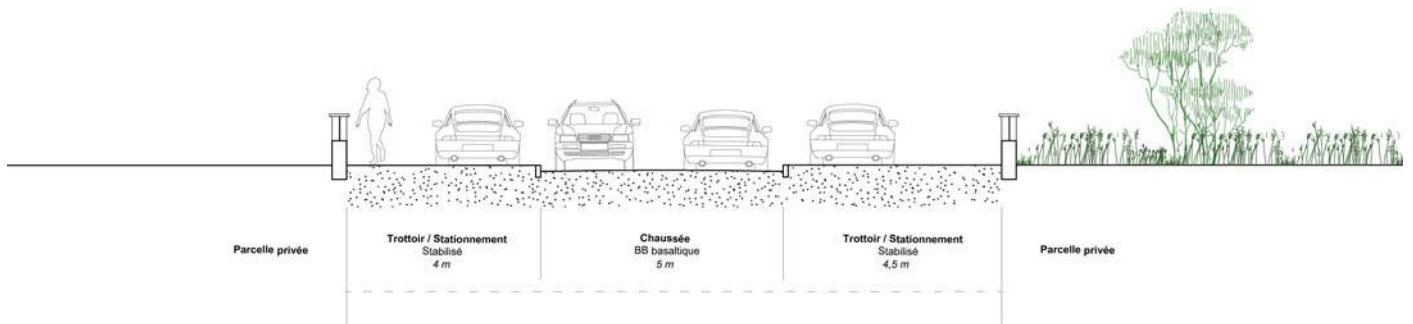 Parcelle privée
Trottoir / Stationnement
Stabilisé
4 m
Chaussée
BB basaltique
5 m
Trottoir / Stationnement
Stabilisé
4,5 m
Parcelle privée